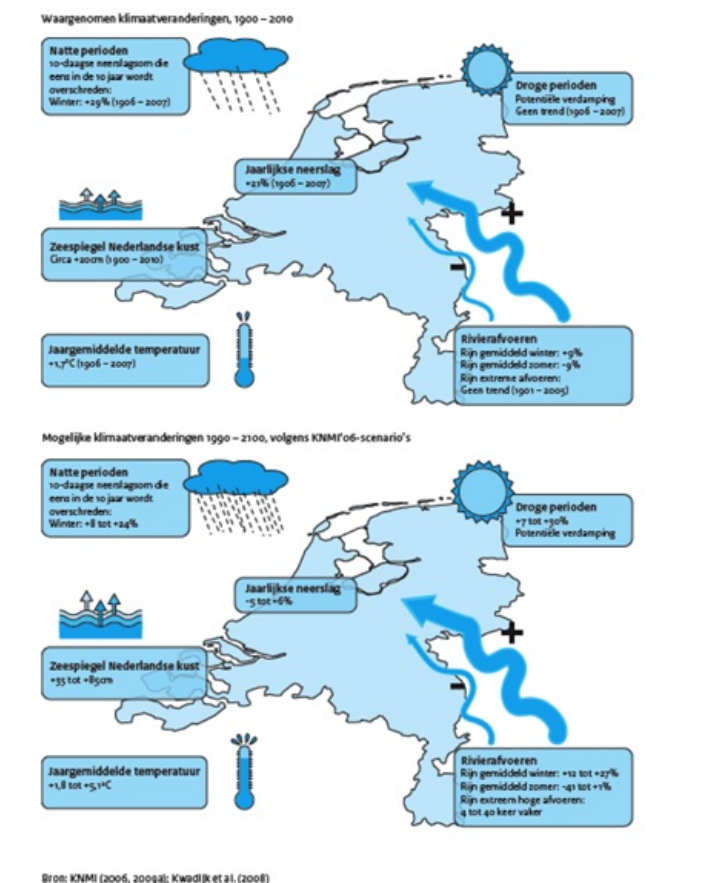 Waargenomen klimaatveranderingen, 1900 – 2010
Natte perioden
10-daagse neerslagsom die
eens in de 10 jaar wordt
overschreden:
Winter: +29% (1906 – 2007)
Droge perioden
Potentiële verdamping
Geen trend (1906 – 2007)
Jaarlijkse neerslag
+21% (1906 – 2007)
+
Zeespiegel Nederlandse kust
Circa +20cm (1900 – 2010)
–
Jaargemiddelde temperatuur
+1,7°C (1906 – 2007)
Rivierafvoeren
Rijn gemiddeld winter: +9%
Rijn gemiddeld zomer: -9%
Rijn extreme afvoeren:
Geen trend (1901 – 2005)
Mogelijke klimaatveranderingen 1990 – 2100, volgens KNMI'06-scenario's
Natte perioden
10-daagse neerslagsom die
eens in de 10 jaar wordt
overschreden:
Winter: +8 tot +24%
Droge perioden
+7 tot +30%
Potentiële verdamping
Jaarlijkse neerslag
-5 tot +6%
+
Zeespiegel Nederlandse kust
+35 tot +85cm
–
Jaargemiddelde temperatuur
+1,8 tot +5,1°C
Rivierafvoeren
Rijn gemiddeld winter: +12 tot +27%
Rijn gemiddeld zomer: -41 tot +1%
Rijn extreem hoge afvoeren:
4 tot 40 keer vaker
Bron: KNMI (2006, 2009a); Kwadijk et al. (2008)